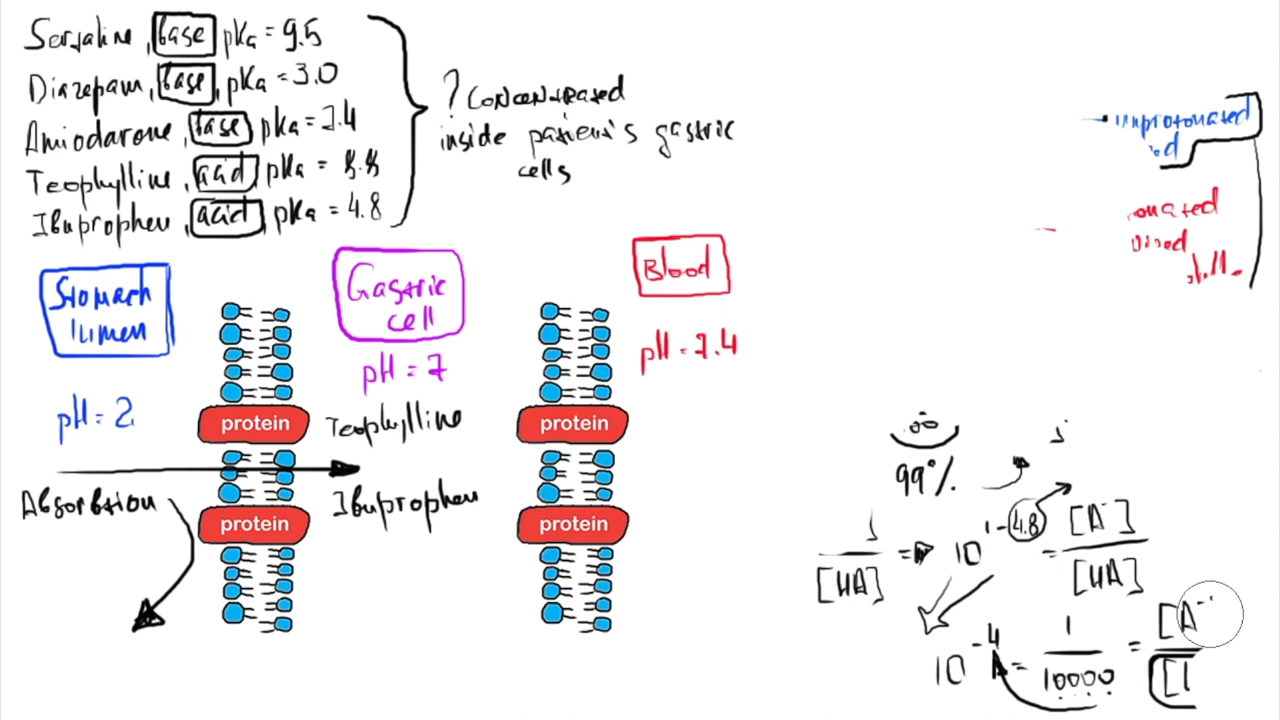 Sertaline, base pKa = 9.5
Diazepam, base, pKa = 3.0
Amiodarone, base pKa = 7.4
Teophylline, acid, pKa = 8.8
Ibuprophen, acid, pKa = 4.8
? concentrated
inside patient's gastric
cells
unprotonated
Stomach
lumen
pH = 2
Gastric
cell
pH = 7
Blood
pH = 7.4
protein
protein
protein
protein
Teophylline
Absorbtion
Ibuprophen
99%
[HA]
10
4.8
= [A⁻]
[HA]
10⁻⁴ = 1
10000
= [A⁻